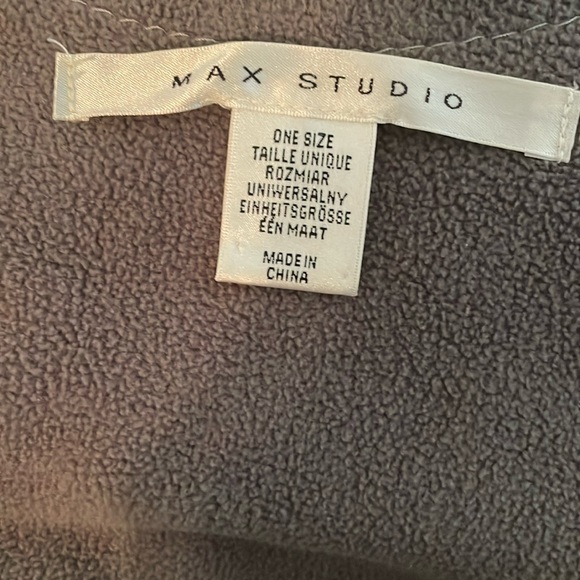 MAX STUDIO
ONE SIZE
TAILLE UNIQUE
ROZMIAR
UNIWERSALNY
EINHEITSGRÖSSE
ÉÉN MAAT
MADE IN
CHINA